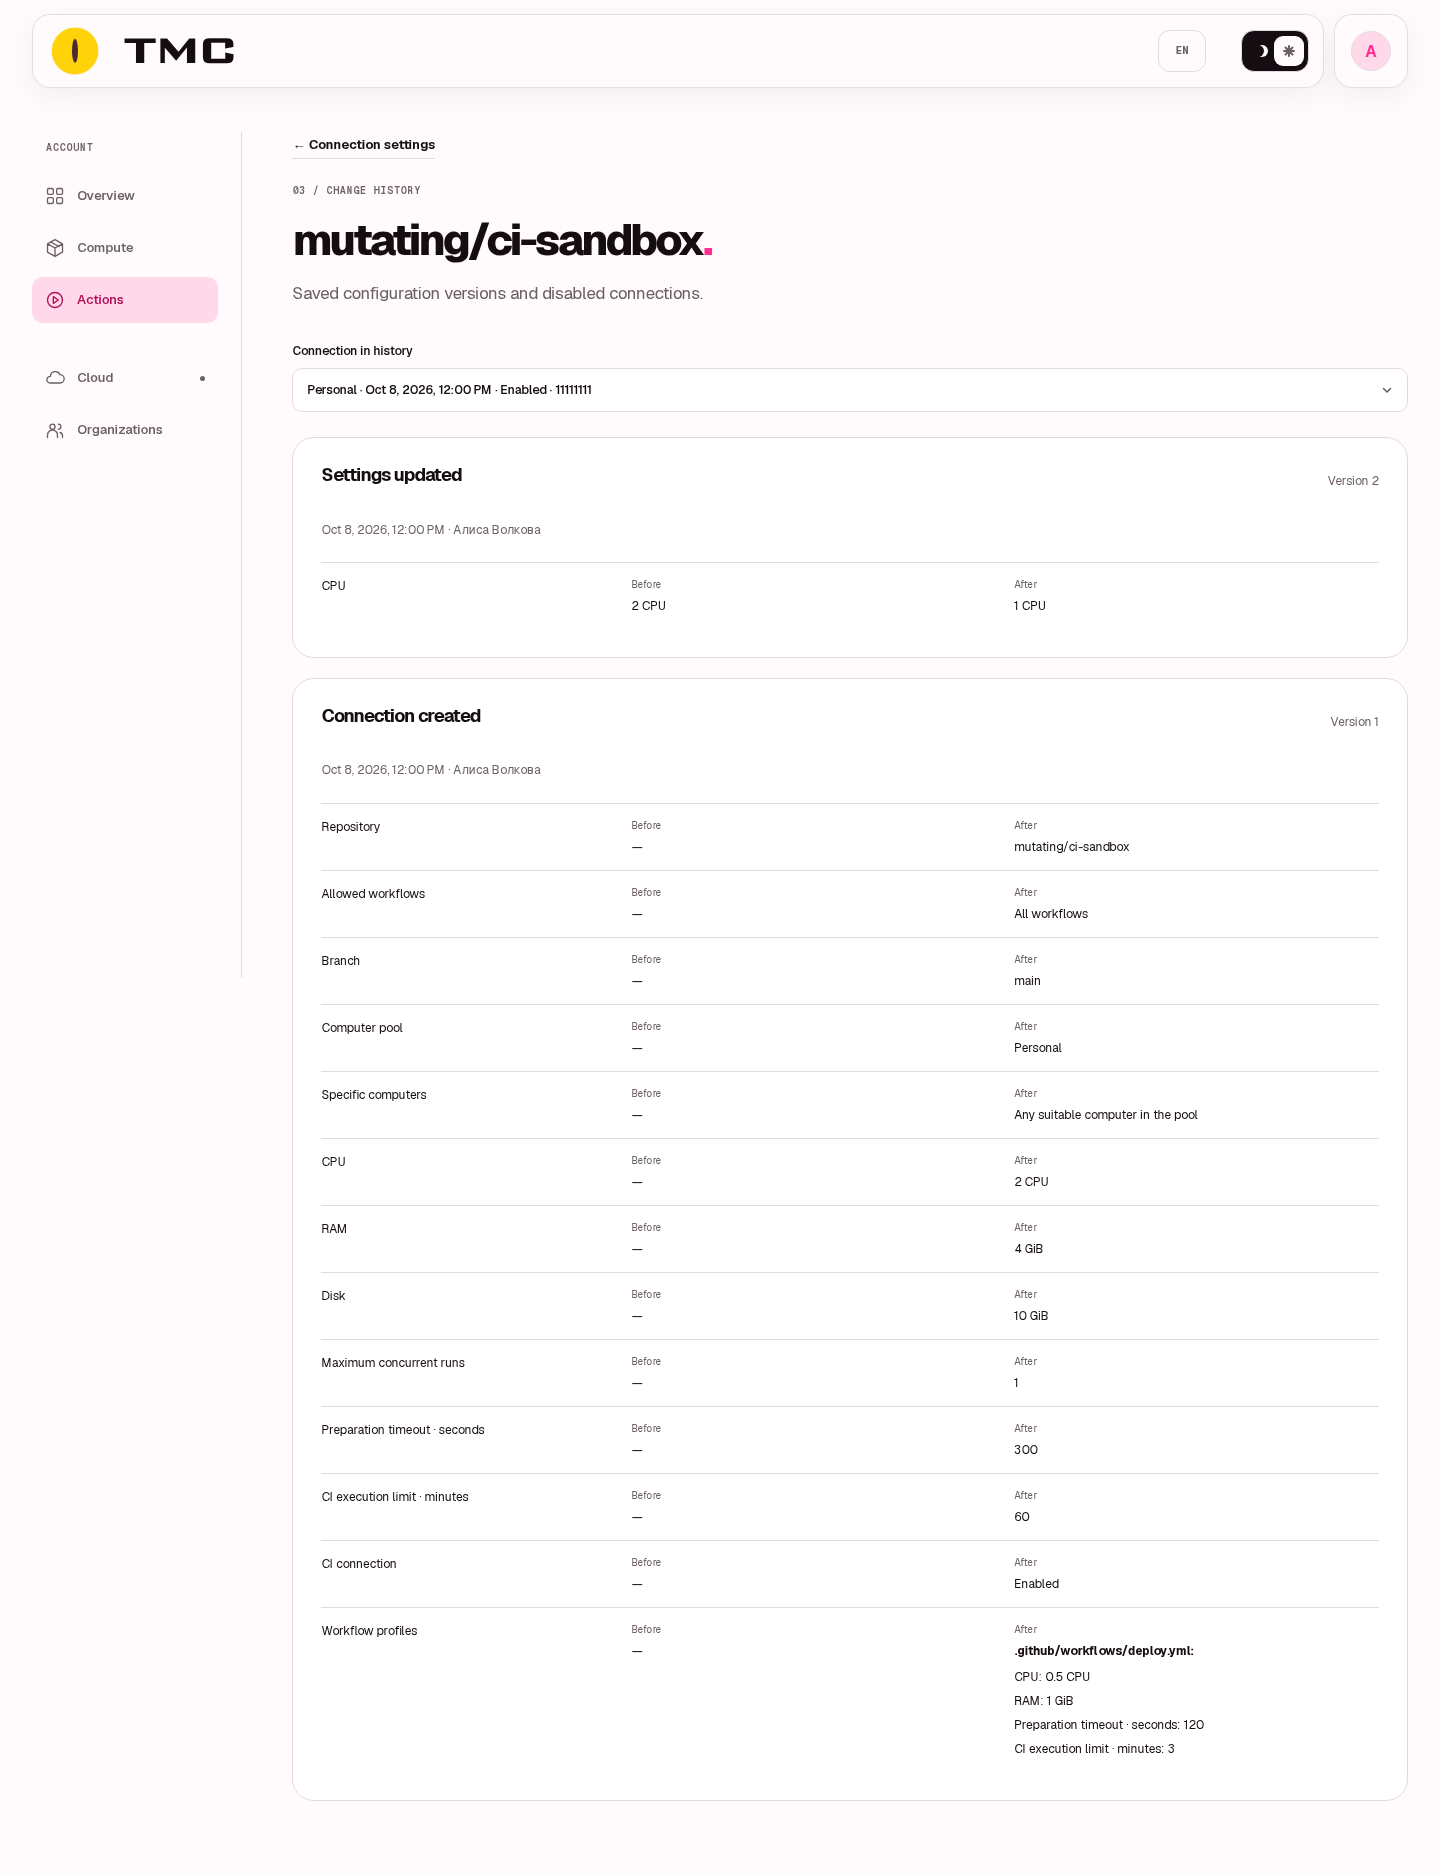 TMC
EN
A
ACCOUNT
Overview
Compute
Actions
Cloud
Organizations
← Connection settings
03 / CHANGE HISTORY
mutating/ci-sandbox.
Saved configuration versions and disabled connections.
Connection in history
Personal · Oct 8, 2026, 12:00 PM · Enabled · 11111111
Settings updated
Version 2
Oct 8, 2026, 12:00 PM · Алиса Волкова
CPU
Before
2 CPU
After
1 CPU
Connection created
Version 1
Oct 8, 2026, 12:00 PM · Алиса Волкова
Repository
Before
—
After
mutating/ci-sandbox
Allowed workflows
Before
—
After
All workflows
Branch
Before
—
After
main
Computer pool
Before
—
After
Personal
Specific computers
Before
—
After
Any suitable computer in the pool
CPU
Before
—
After
2 CPU
RAM
Before
—
After
4 GiB
Disk
Before
—
After
10 GiB
Maximum concurrent runs
Before
—
After
1
Preparation timeout · seconds
Before
—
After
300
CI execution limit · minutes
Before
—
After
60
CI connection
Before
—
After
Enabled
Workflow profiles
Before
—
After
.github/workflows/deploy.yml:
CPU: 0.5 CPU
RAM: 1 GiB
Preparation timeout · seconds: 120
CI execution limit · minutes: 3